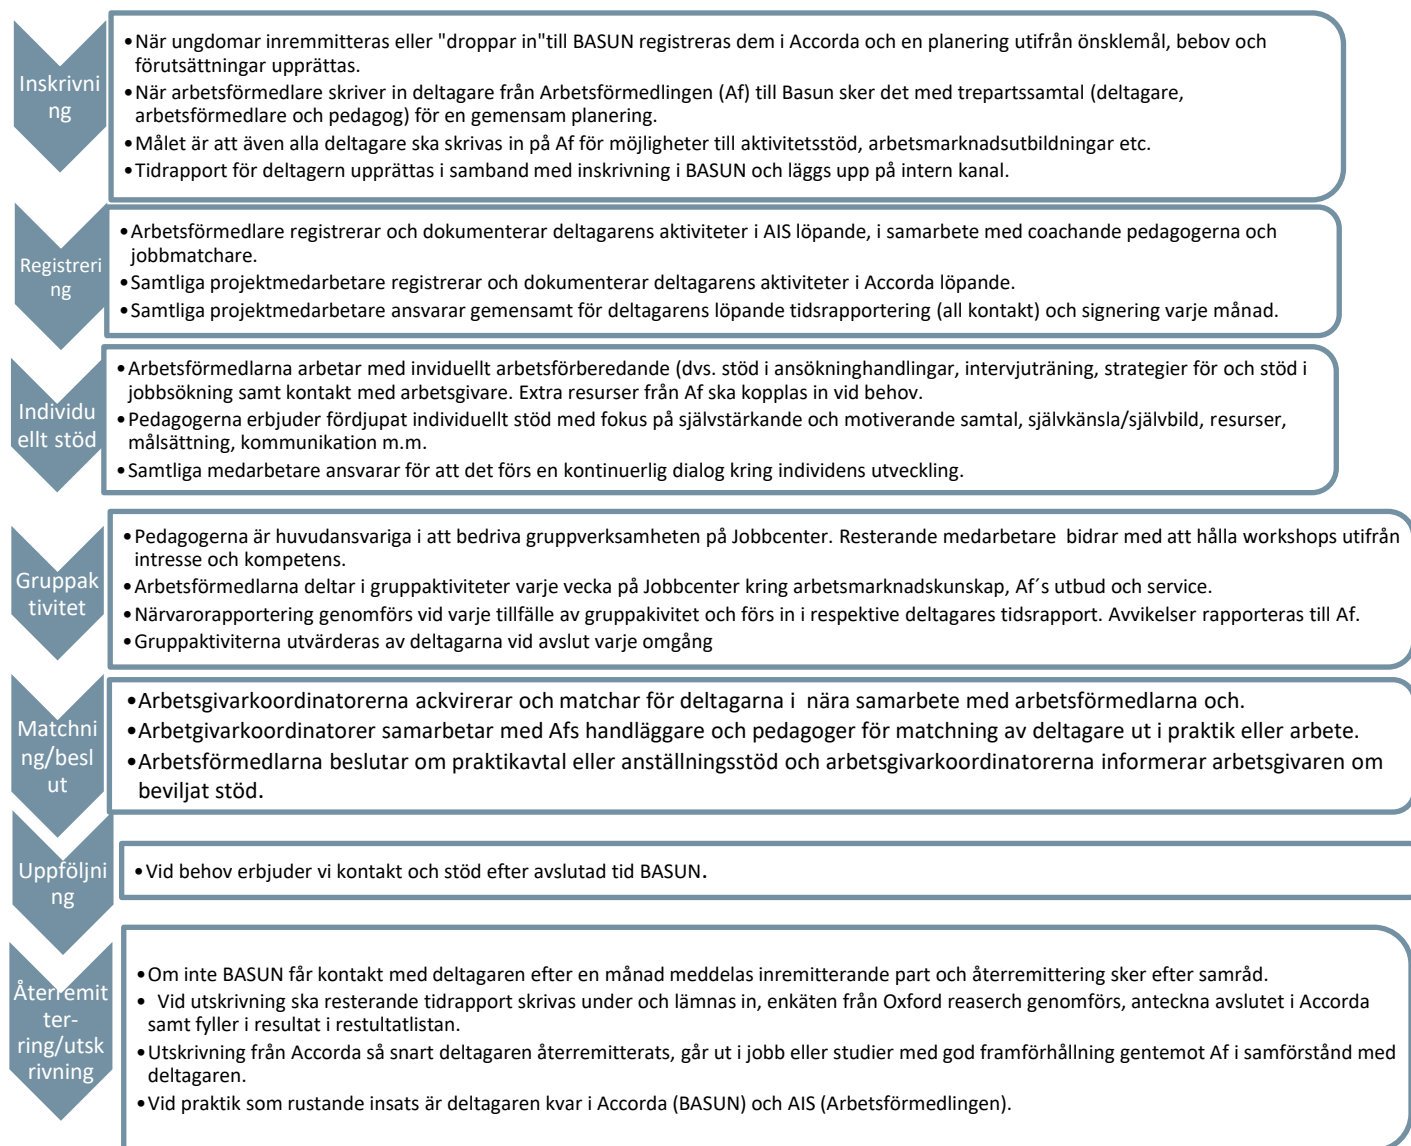 Inskrivni
ng
•När ungdomar inremmitteras eller "droppar in"till BASUN registreras dem i Accorda och en planering utifrån önsklemål, bebov och
förutsättningar upprättas.
•När arbetsförmedlare skriver in deltagare från Arbetsförmedlingen (Af) till Basun sker det med trepartssamtal (deltagare,
arbetsförmedlare och pedagog) för en gemensam planering.
•Målet är att även alla deltagare ska skrivas in på Af för möjligheter till aktivitetsstöd, arbetsmarknadsutbildningar etc.
•Tidrapport för deltagern upprättas i samband med inskrivning i BASUN och läggs upp på intern kanal.
Registreri
ng
•Arbetsförmedlare registrerar och dokumenterar deltagarens aktiviteter i AIS löpande, i samarbete med coachande pedagogerna och
jobbmatchare.
•Samtliga projektmedarbetare registrerar och dokumenterar deltagarens aktiviteter i Accorda löpande.
•Samtliga projektmedarbetare ansvarar gemensamt för deltagarens löpande tidsrapportering (all kontakt) och signering varje månad.
Individu
ellt stöd
•Arbetsförmedlarna arbetar med inviduellt arbetsförberedande (dvs. stöd i ansökninghandlingar, intervjuträning, strategier för och stöd i
jobbsökning samt kontakt med arbetsgivare. Extra resurser från Af ska kopplas in vid behov.
•Pedagogerna erbjuder fördjupat individuellt stöd med fokus på självstärkande och motiverande samtal, självkänsla/självbild, resurser,
målsättning, kommunikation m.m.
•Samtliga medarbetare ansvarar för att det förs en kontinuerlig dialog kring individens utveckling.
Gruppak
tivitet
•Pedagogerna är huvudansvariga i att bedriva gruppverksamheten på Jobbcenter. Resterande medarbetare bidrar med att hålla workshops utifrån
intresse och kompetens.
•Arbetsförmedlarna deltar i gruppaktiviteter varje vecka på Jobbcenter kring arbetsmarknadskunskap, Af´s utbud och service.
•Närvarorapportering genomförs vid varje tillfälle av gruppakivitet och förs in i respektive deltagares tidsrapport. Avvikelser rapporteras till Af.
•Gruppaktiviterna utvärderas av deltagarna vid avslut varje omgång
Matchni
ng/besl
ut
•Arbetsgivarkoordinatorerna ackvirerar och matchar för deltagarna i nära samarbete med arbetsförmedlarna och.
•Arbetgivarkoordinatorer samarbetar med Afs handläggare och pedagoger för matchning av deltagare ut i praktik eller arbete.
•Arbetsförmedlarna beslutar om praktikavtal eller anställningsstöd och arbetsgivarkoordinatorerna informerar arbetsgivaren om
beviljat stöd.
Uppföljni
ng
•Vid behov erbjuder vi kontakt och stöd efter avslutad tid BASUN.
Återremit
ter-
ring/utsk
rivning
•Om inte BASUN får kontakt med deltagaren efter en månad meddelas inremitterande part och återremittering sker efter samråd.
• Vid utskrivning ska resterande tidrapport skrivas under och lämnas in, enkäten från Oxford reaserch genomförs, anteckna avslutet i Accorda
samt fyller i resultat i restultatlistan.
•Utskrivning från Accorda så snart deltagaren återremitterats, går ut i jobb eller studier med god framförhållning gentemot Af i samförstånd med
deltagaren.
•Vid praktik som rustande insats är deltagaren kvar i Accorda (BASUN) och AIS (Arbetsförmedlingen).